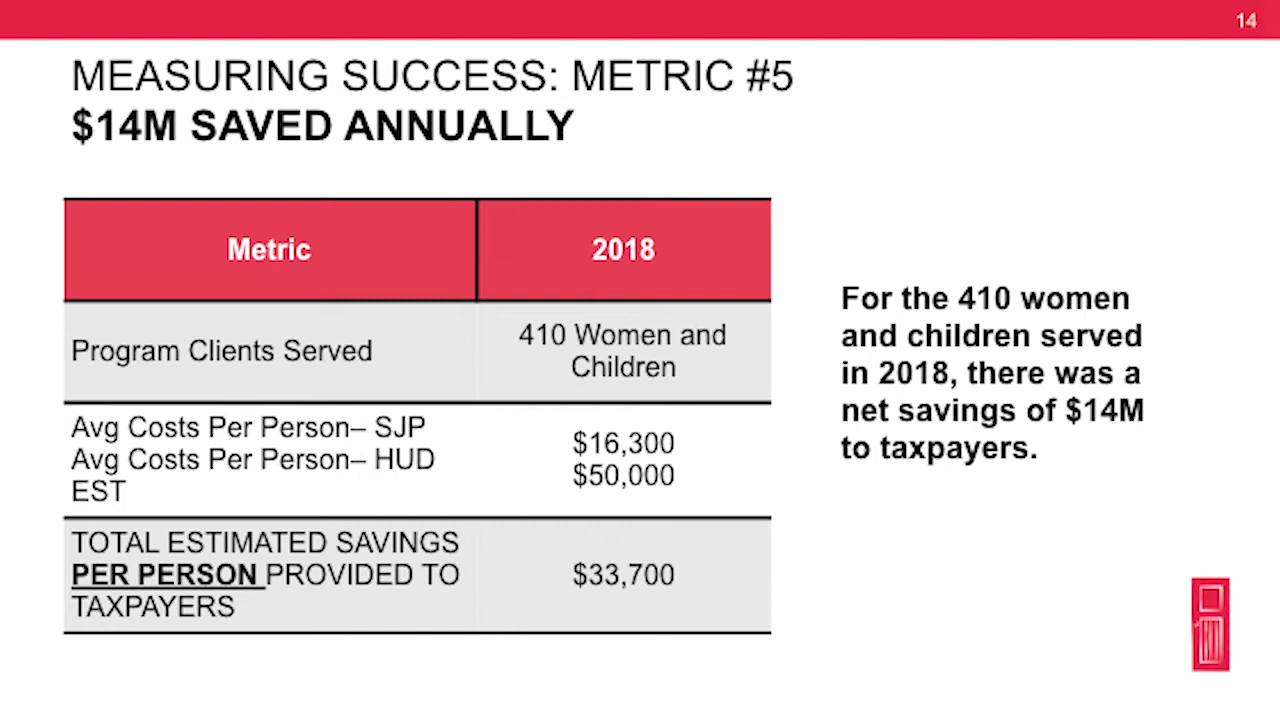 14
MEASURING SUCCESS: METRIC #5
$14M SAVED ANNUALLY
Metric
2018
Program Clients Served
410 Women and
Children
Avg Costs Per Person– SJP
Avg Costs Per Person– HUD
EST
$16,300
$50,000
TOTAL ESTIMATED SAVINGS
PER PERSON PROVIDED TO
TAXPAYERS
$33,700
For the 410 women
and children served
in 2018, there was a
net savings of $14M
to taxpayers.